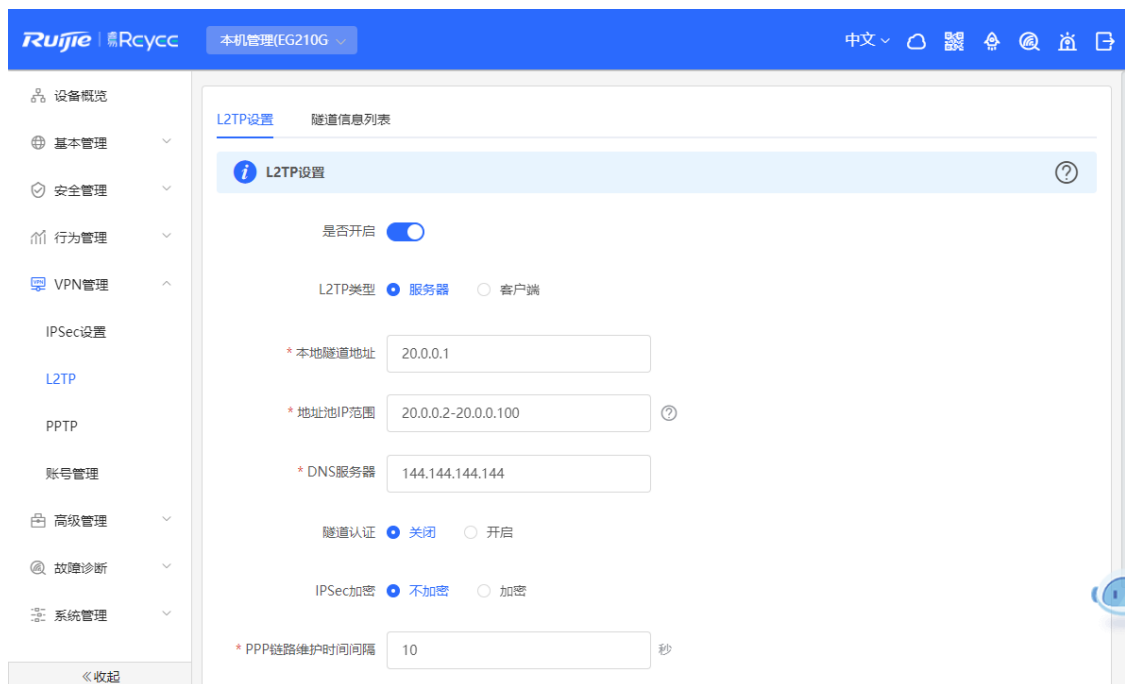 Ruijie | 睿易Rcycc 本机管理(EG210G 中文
设备概览
基本管理
安全管理
行为管理
VPN管理
IPSec设置
L2TP
PPTP
账号管理
高级管理
故障诊断
系统管理
《收起
L2TP设置 隧道信息列表
i L2TP设置 ?
是否开启
L2TP类型 服务器 客户端
* 本地隧道地址 20.0.0.1
* 地址池IP范围 20.0.0.2-20.0.0.100 ?
* DNS服务器 144.144.144.144
隧道认证 关闭 开启
IPSec加密 不加密 加密
* PPP链路维护时间间隔 10 秒